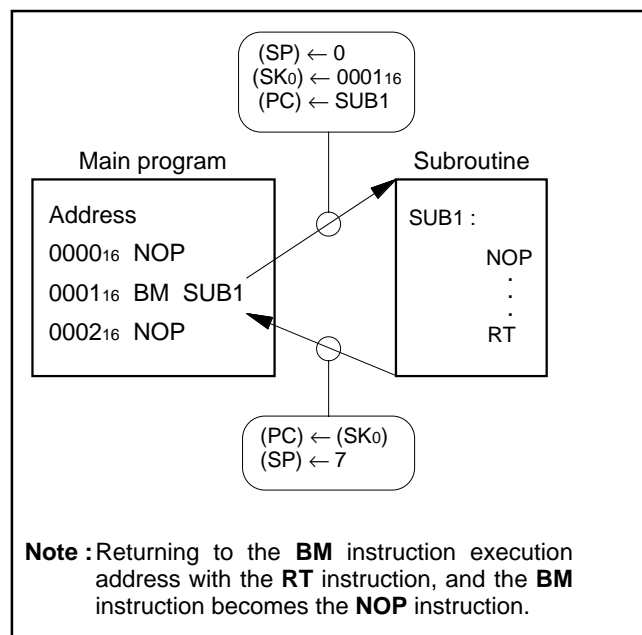 (SP) ← 0
(SK0) ← 000116
(PC) ← SUB1
Main program
Subroutine
Address
000016 NOP
000116 BM SUB1
000216 NOP
SUB1 :
NOP
.
.
.
RT
(PC) ← (SK0)
(SP) ← 7
Note : Returning to the BM instruction execution
address with the RT instruction, and the BM
instruction becomes the NOP instruction.